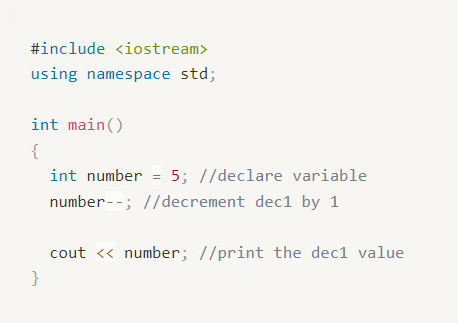 #include <iostream>
using namespace std;
int main()
{
int number = 5; //declare variable
number--; //decrement dec1 by 1
cout << number; //print the dec1 value
}